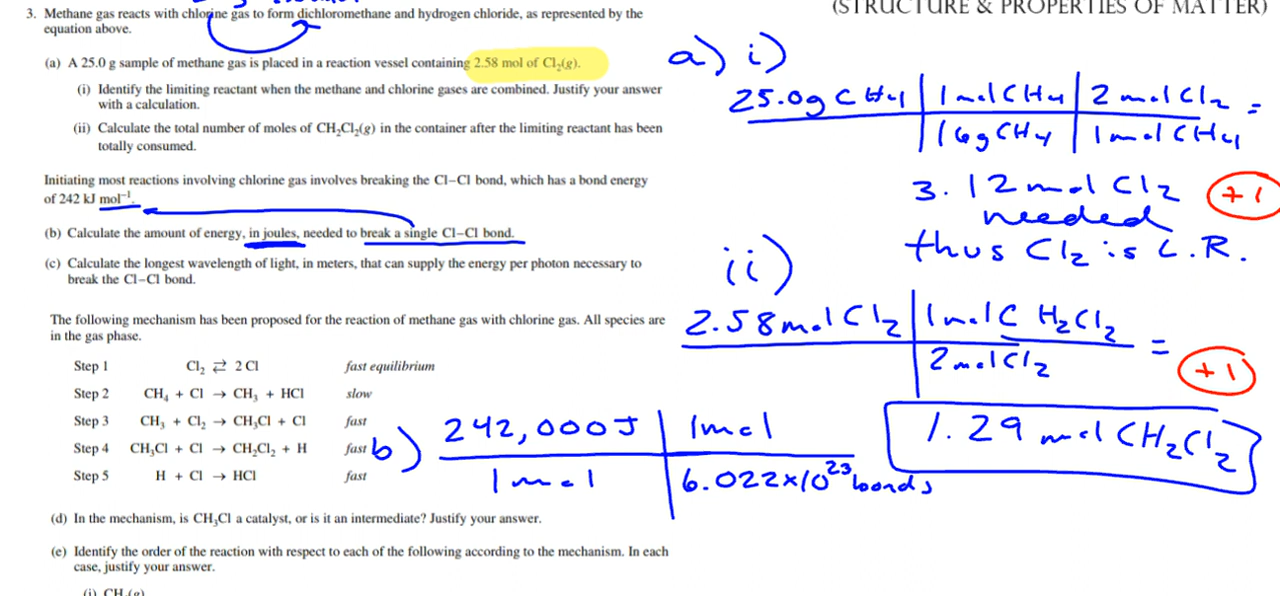 (STRUCTURE & PROPERTIES OF MATTER)
3. Methane gas reacts with chlorine gas to form dichloromethane and hydrogen chloride, as represented by the
equation above.
(a) A 25.0 g sample of methane gas is placed in a reaction vessel containing 2.58 mol of Cl₂(g).
(i) Identify the limiting reactant when the methane and chlorine gases are combined. Justify your answer
with a calculation.
(ii) Calculate the total number of moles of CH₂Cl₂(g) in the container after the limiting reactant has been
totally consumed.
Initiating most reactions involving chlorine gas involves breaking the Cl–Cl bond, which has a bond energy
of 242 kJ mol⁻¹.
(b) Calculate the amount of energy, in joules, needed to break a single Cl–Cl bond.
(c) Calculate the longest wavelength of light, in meters, that can supply the energy per photon necessary to
break the Cl–Cl bond.
The following mechanism has been proposed for the reaction of methane gas with chlorine gas. All species are
in the gas phase.
Step 1 Cl₂ ⇄ 2 Cl fast equilibrium
Step 2 CH₄ + Cl → CH₃ + HCl slow
Step 3 CH₃ + Cl₂ → CH₃Cl + Cl fast
Step 4 CH₃Cl + Cl → CH₂Cl₂ + H fast
Step 5 H + Cl → HCl fast
(d) In the mechanism, is CH₃Cl a catalyst, or is it an intermediate? Justify your answer.
(e) Identify the order of the reaction with respect to each of the following according to the mechanism. In each
case, justify your answer.
(i) CH₄(g)
a) i)
25.0g CH4 | 1 mol CH4 | 2 mol Cl2 =
16g CH4 | 1 mol CH4
3.12 mol Cl2 +1
needed
thus Cl2 is L.R.
ii)
2.58 mol Cl2 | 1 mol CH2Cl2 =
2 mol Cl2 +1
1.29 mol CH2Cl2
b) 242,000J | 1 mol
1 mol | 6.022x10²³ bonds